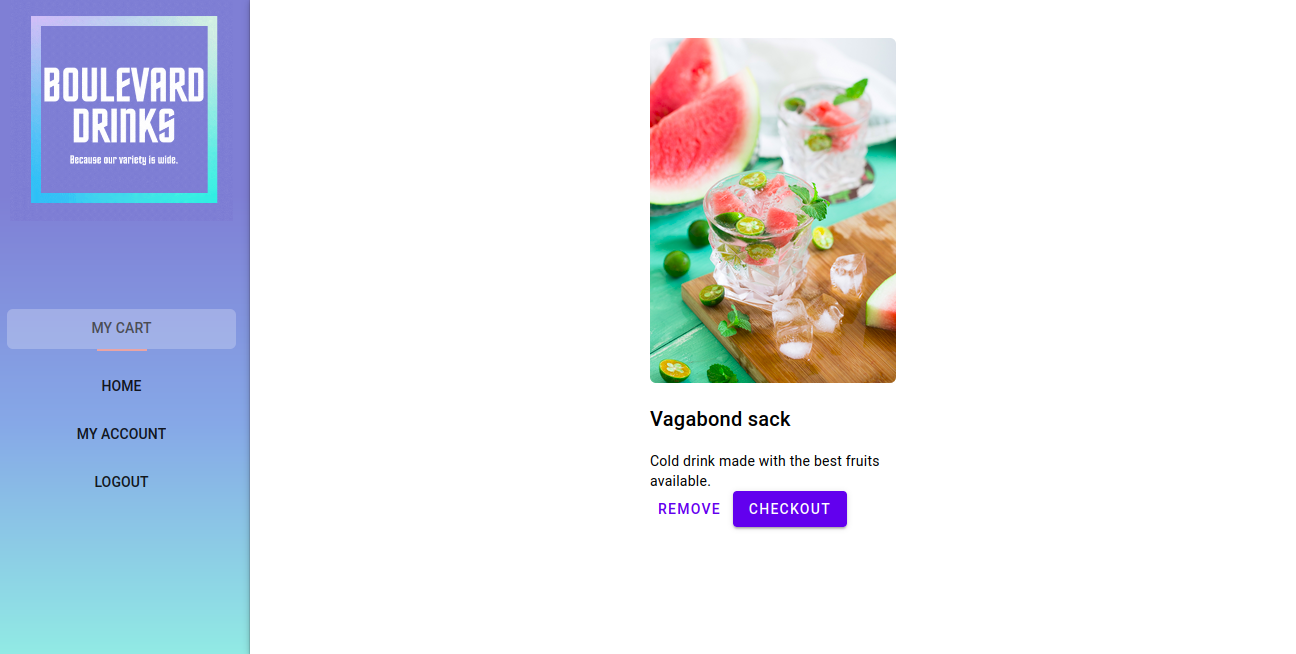 BOULEVARD
DRINKS
Because our variety is wide.
MY CART
HOME
MY ACCOUNT
LOGOUT
Vagabond sack
Cold drink made with the best fruits
available.
REMOVE CHECKOUT